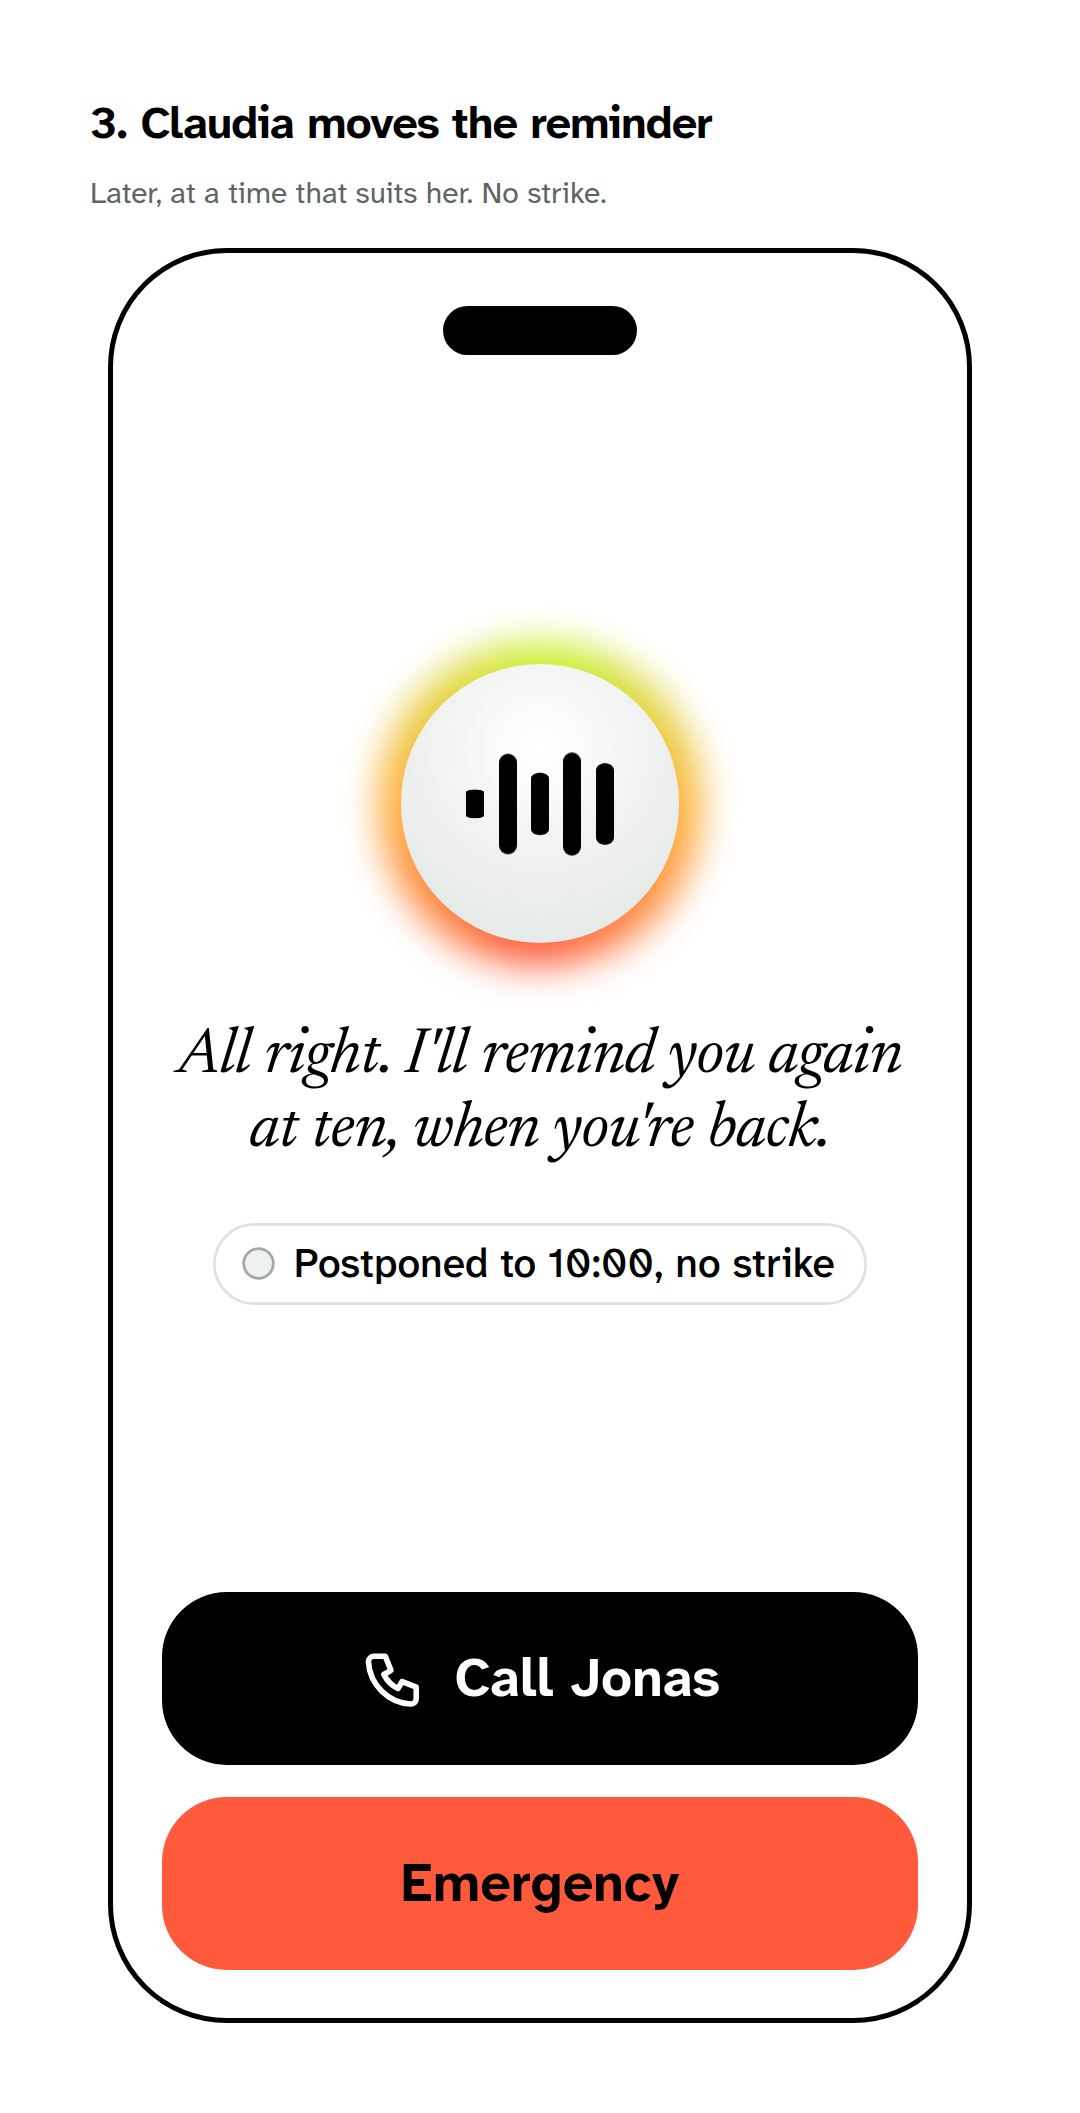 3. Claudia moves the reminder
Later, at a time that suits her. No strike.
All right. I'll remind you again
at ten, when you're back.
Postponed to 10:00, no strike
Call Jonas
Emergency